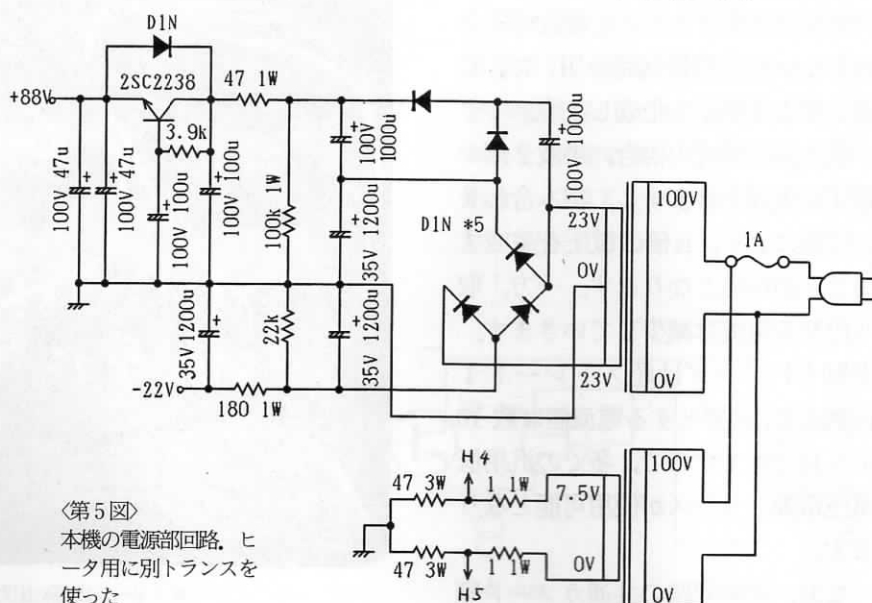 D1N
2SC2238
47 1W
+88V
3.9k
100V 47u
100V 47u
100V 100u
100V 100u
100k 1W
100V 1000u
100V 1000u
35V 1200u
D1N *5
23V
0V
23V
100V
0V
1A
35V 1200u
22k
35V 1200u
-22V
180 1W
H4
47 3W
1 1W
7.5V
0V
47 3W
1 1W
H5
100V
0V
〈第5図〉
本機の電源部回路.ヒ
ータ用に別トランスを
使った